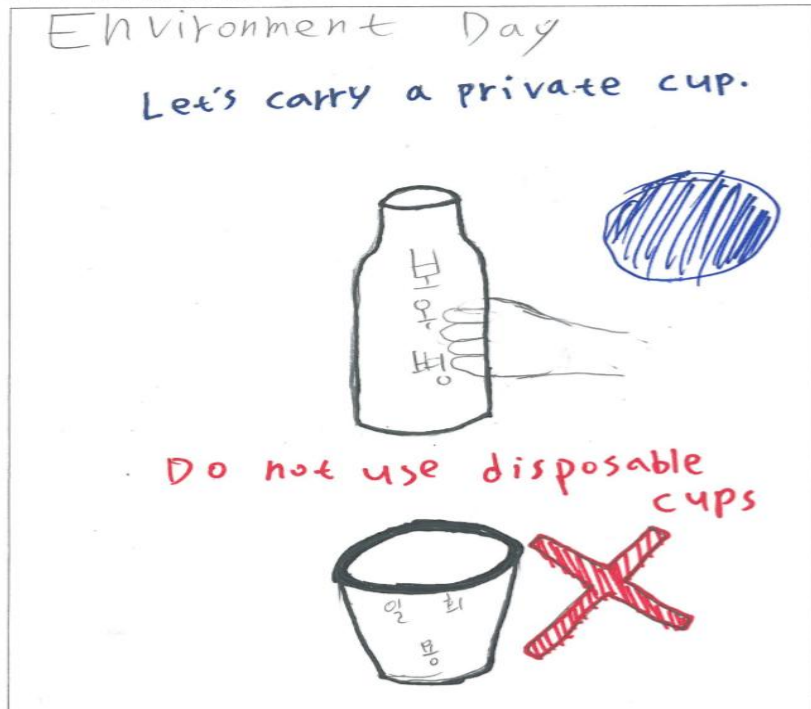 Environment Day
Let's carry a private cup.
보
온
병
Do not use disposable
cups
일 회
용